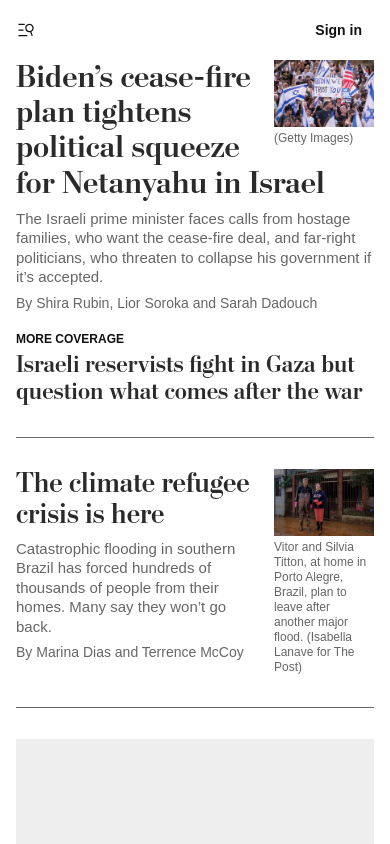 Sign in
Biden’s cease-fire
plan tightens
political squeeze
for Netanyahu in Israel
(Getty Images)
The Israeli prime minister faces calls from hostage
families, who want the cease-fire deal, and far-right
politicians, who threaten to collapse his government if
it’s accepted.
By Shira Rubin, Lior Soroka and Sarah Dadouch
MORE COVERAGE
Israeli reservists fight in Gaza but
question what comes after the war
The climate refugee
crisis is here
Catastrophic flooding in southern
Brazil has forced hundreds of
thousands of people from their
homes. Many say they won’t go
back.
By Marina Dias and Terrence McCoy
Vitor and Silvia
Titton, at home in
Porto Alegre,
Brazil, plan to
leave after
another major
flood. (Isabella
Lanave for The
Post)